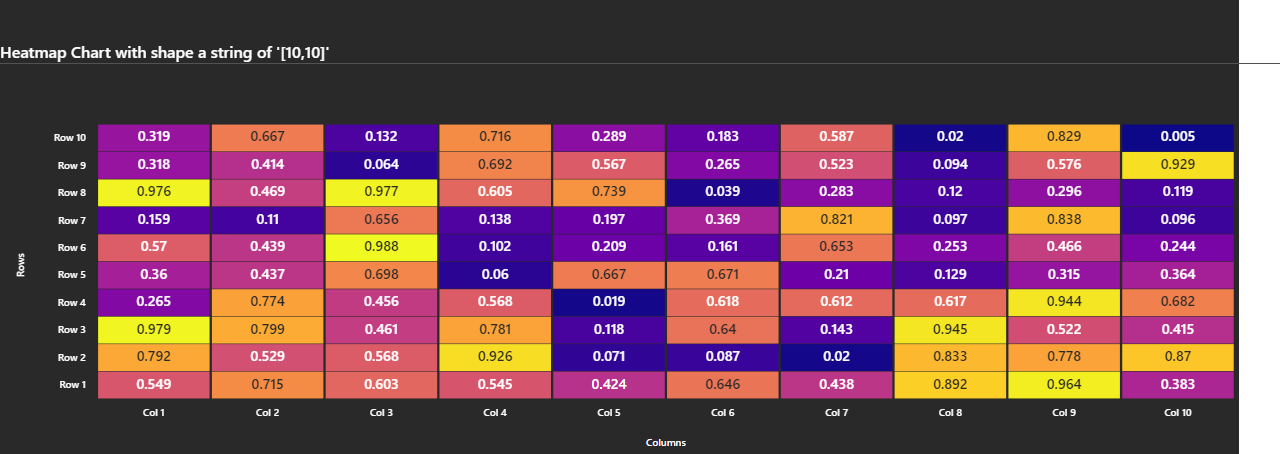 Heatmap Chart with shape a string of '[10,10]'
Row 10 0.319 0.667 0.132 0.716 0.289 0.183 0.587 0.02 0.829 0.005
Row 9 0.318 0.414 0.064 0.692 0.567 0.265 0.523 0.094 0.576 0.929
Row 8 0.976 0.469 0.977 0.605 0.739 0.039 0.283 0.12 0.296 0.119
Row 7 0.159 0.11 0.656 0.138 0.197 0.369 0.821 0.097 0.838 0.096
Row 6 0.57 0.439 0.988 0.102 0.209 0.161 0.653 0.253 0.466 0.244
Row 5 0.36 0.437 0.698 0.06 0.667 0.671 0.21 0.129 0.315 0.364
Row 4 0.265 0.774 0.456 0.568 0.019 0.618 0.612 0.617 0.944 0.682
Row 3 0.979 0.799 0.461 0.781 0.118 0.64 0.143 0.945 0.522 0.415
Row 2 0.792 0.529 0.568 0.926 0.071 0.087 0.02 0.833 0.778 0.87
Row 1 0.549 0.715 0.603 0.545 0.424 0.646 0.438 0.892 0.964 0.383
Rows
Col 1 Col 2 Col 3 Col 4 Col 5 Col 6 Col 7 Col 8 Col 9 Col 10
Columns